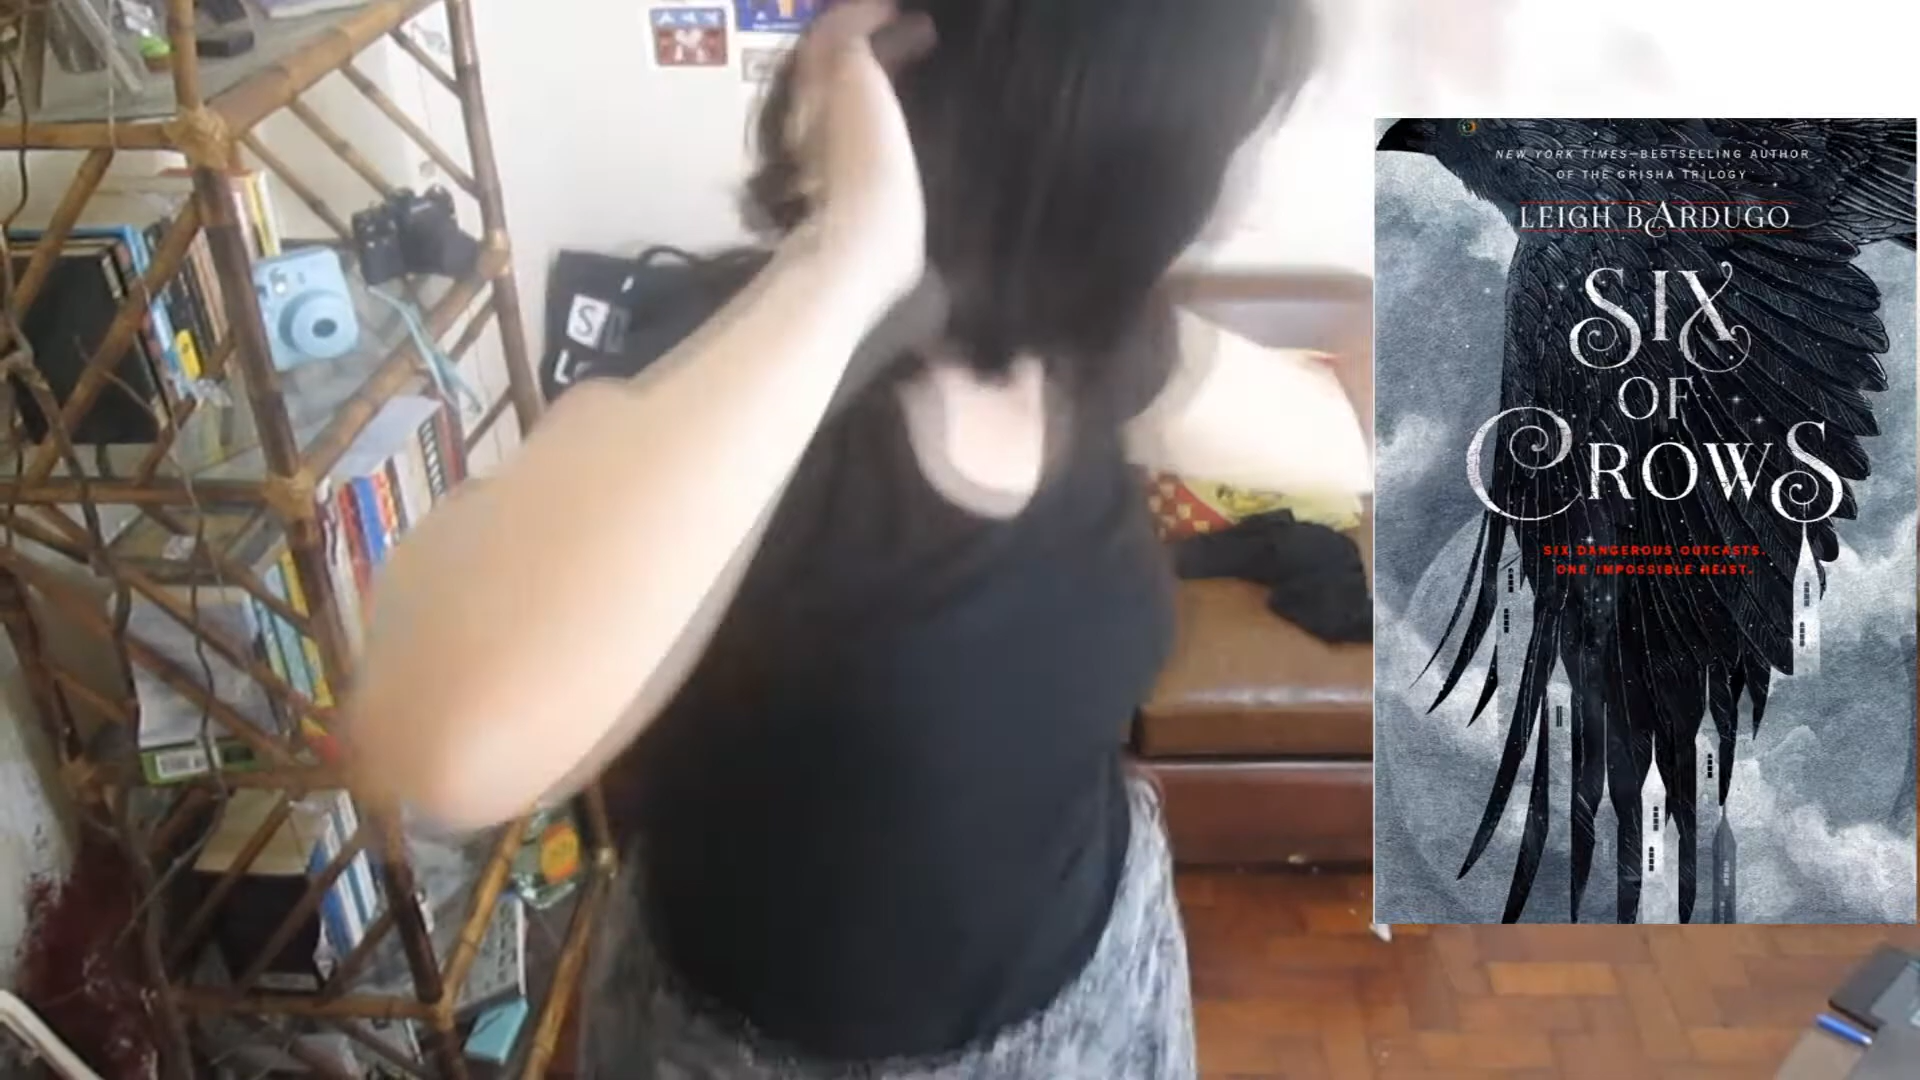 S
NEW YORK TIMES—BESTSELLING AUTHOR
OF THE GRISHA TRILOGY
LEIGH BARDUGO
SIX
OF
CROWS
SIX DANGEROUS OUTCASTS.
ONE IMPOSSIBLE HEIST.